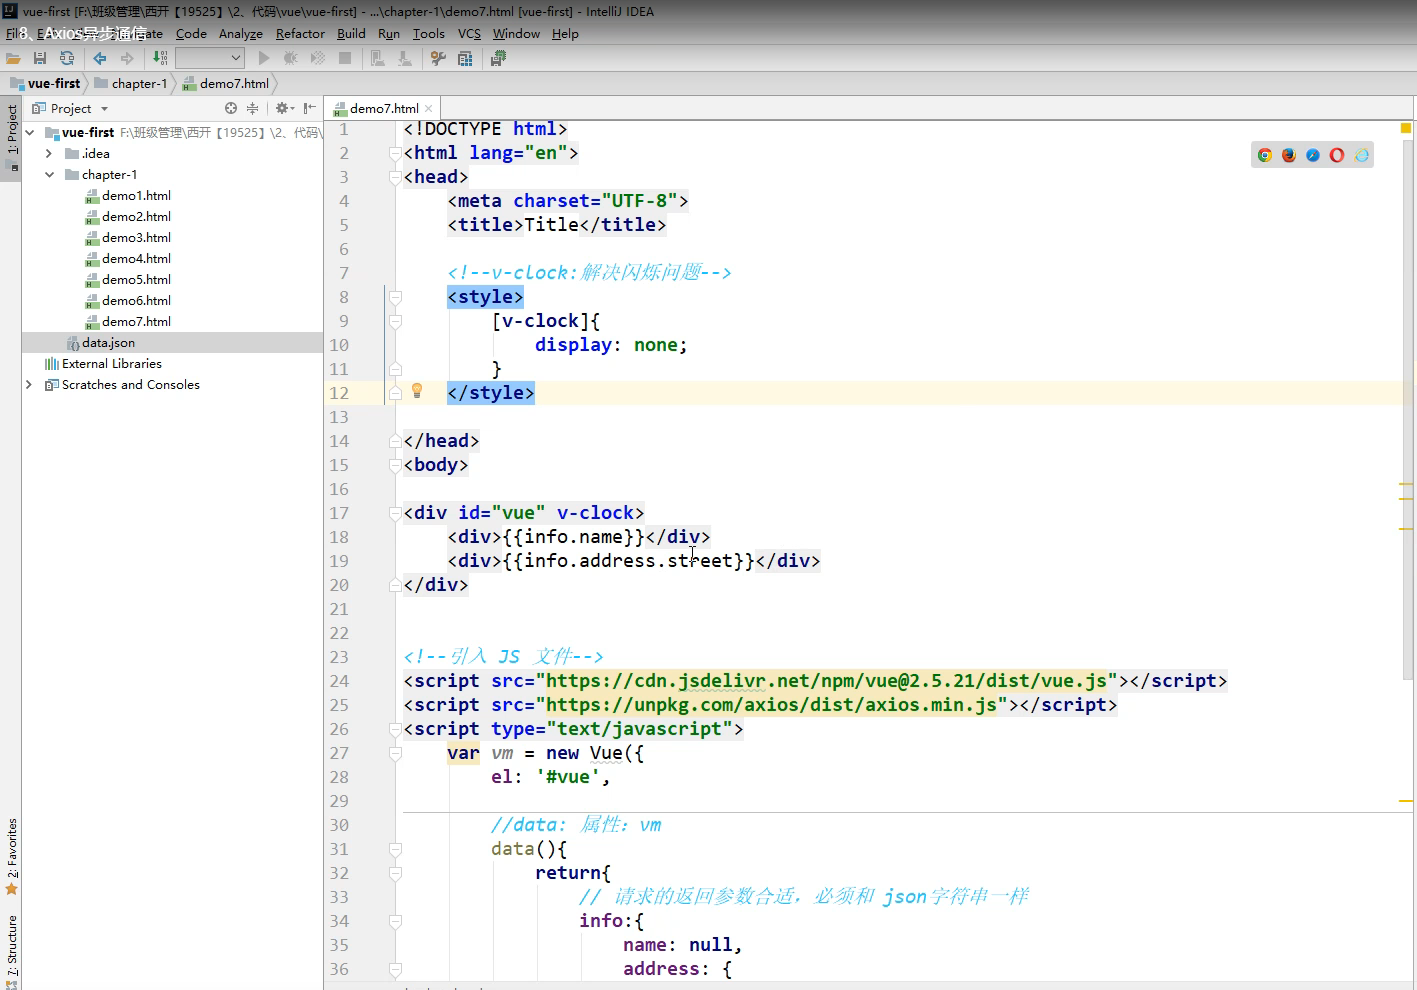 vue-first [F:\班级管理\西开【19525】\2、代码\vue\vue-first] - ...\chapter-1\demo7.html [vue-first] - IntelliJ IDEA
8、Axios异步通信
Code Analyze Refactor Build Run Tools VCS Window Help
vue-first chapter-1 demo7.html
Project
demo7.html
1: Project
vue-first F:\班级管理\西开【19525】\2、代码\
.idea
chapter-1
demo1.html
demo2.html
demo3.html
demo4.html
demo5.html
demo6.html
demo7.html
data.json
External Libraries
Scratches and Consoles
2: Favorites
7: Structure
1 <!DOCTYPE html>
2 <html lang="en">
3 <head>
4 <meta charset="UTF-8">
5 <title>Title</title>
6
7 <!--v-clock:解决闪烁问题-->
8 <style>
9 [v-clock]{
10 display: none;
11 }
12 </style>
13
14 </head>
15 <body>
16
17 <div id="vue" v-clock>
18 <div>{{info.name}}</div>
19 <div>{{info.address.street}}</div>
20 </div>
21
22
23 <!--引入 JS 文件-->
24 <script src="https://cdn.jsdelivr.net/npm/vue@2.5.21/dist/vue.js"></script>
25 <script src="https://unpkg.com/axios/dist/axios.min.js"></script>
26 <script type="text/javascript">
27 var vm = new Vue({
28 el: '#vue',
29
30 //data: 属性：vm
31 data(){
32 return{
33 // 请求的返回参数合适，必须和 json字符串一样
34 info:{
35 name: null,
36 address: {